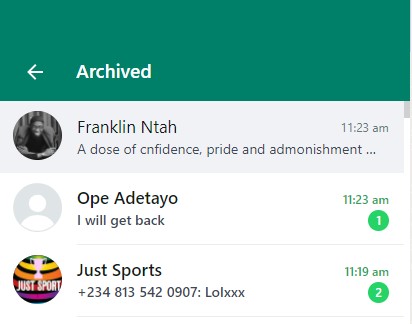 Archived
Franklin Ntah
11:23 am
A dose of cnfidence, pride and admonishment ...
Ope Adetayo
11:23 am
I will get back
1
Just Sports
11:19 am
JUST SPORT
+234 813 542 0907: Lolxxx
2